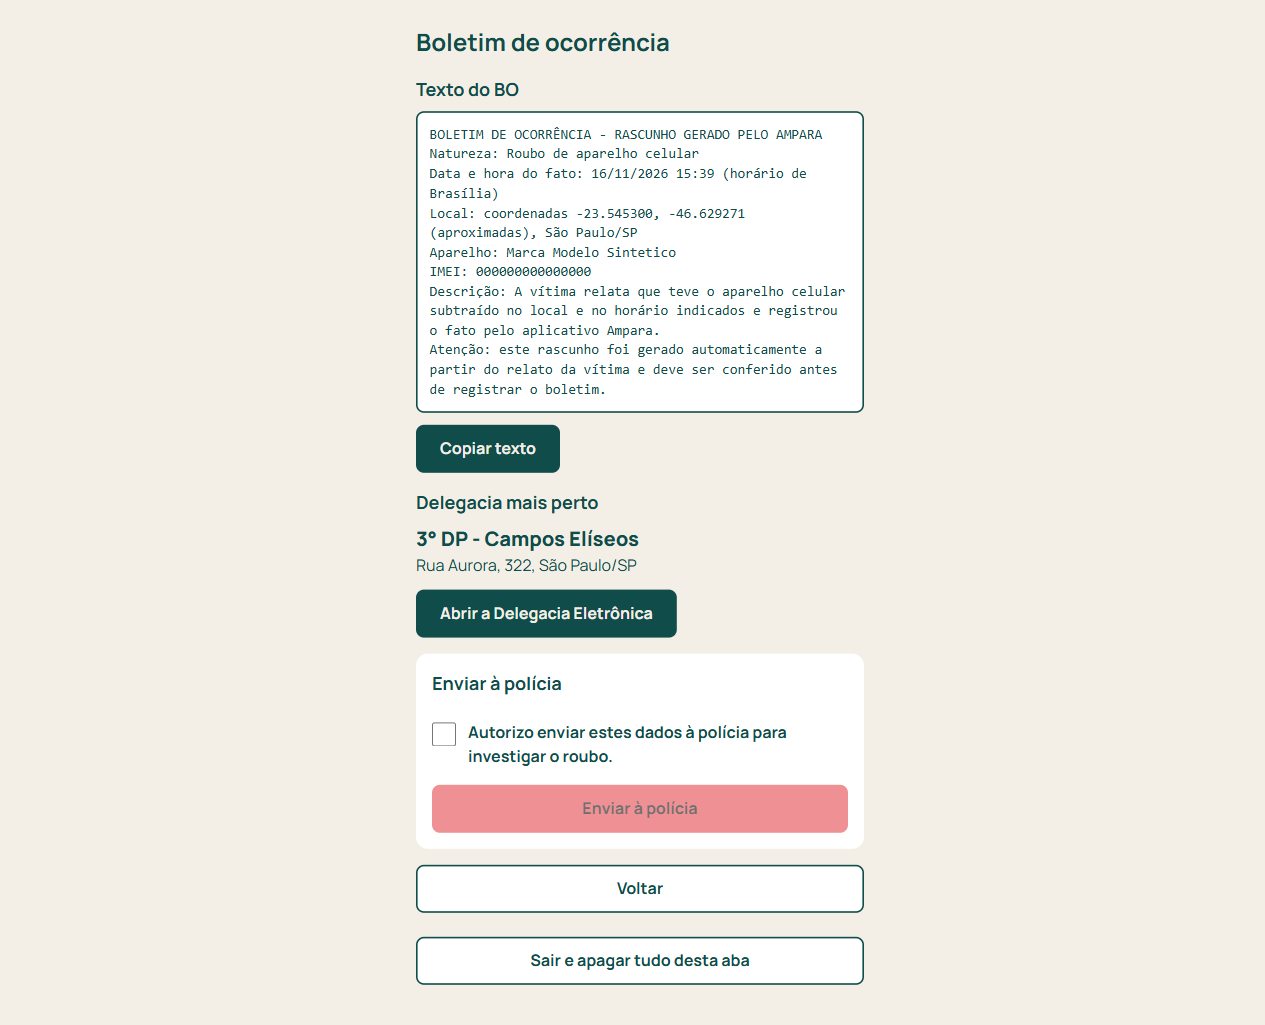 Boletim de ocorrência
Texto do BO
BOLETIM DE OCORRÊNCIA - RASCUNHO GERADO PELO AMPARA
Natureza: Roubo de aparelho celular
Data e hora do fato: 16/11/2026 15:39 (horário de
Brasília)
Local: coordenadas -23.545300, -46.629271
(aproximadas), São Paulo/SP
Aparelho: Marca Modelo Sintetico
IMEI: 000000000000000
Descrição: A vítima relata que teve o aparelho celular
subtraído no local e no horário indicados e registrou
o fato pelo aplicativo Ampara.
Atenção: este rascunho foi gerado automaticamente a
partir do relato da vítima e deve ser conferido antes
de registrar o boletim.
Copiar texto
Delegacia mais perto
3° DP - Campos Elíseos
Rua Aurora, 322, São Paulo/SP
Abrir a Delegacia Eletrônica
Enviar à polícia
Autorizo enviar estes dados à polícia para
investigar o roubo.
Enviar à polícia
Voltar
Sair e apagar tudo desta aba